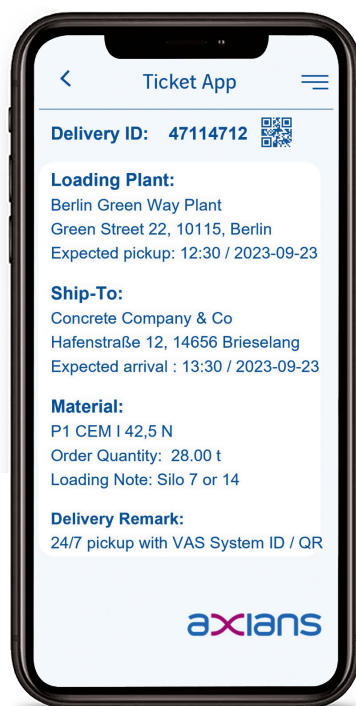 Ticket App
Delivery ID: 47114712
Loading Plant:
Berlin Green Way Plant
Green Street 22, 10115, Berlin
Expected pickup: 12:30 / 2023-09-23
Ship-To:
Concrete Company & Co
Hafenstraße 12, 14656 Brieselang
Expected arrival : 13:30 / 2023-09-23
Material:
P1 CEM I 42,5 N
Order Quantity: 28.00 t
Loading Note: Silo 7 or 14
Delivery Remark:
24/7 pickup with VAS System ID / QR
axians